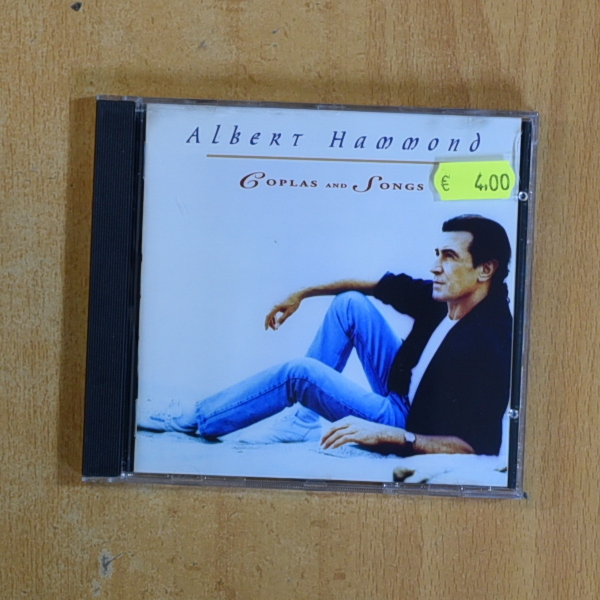 Albert Hammond
Coplas and Songs
€ 4.00